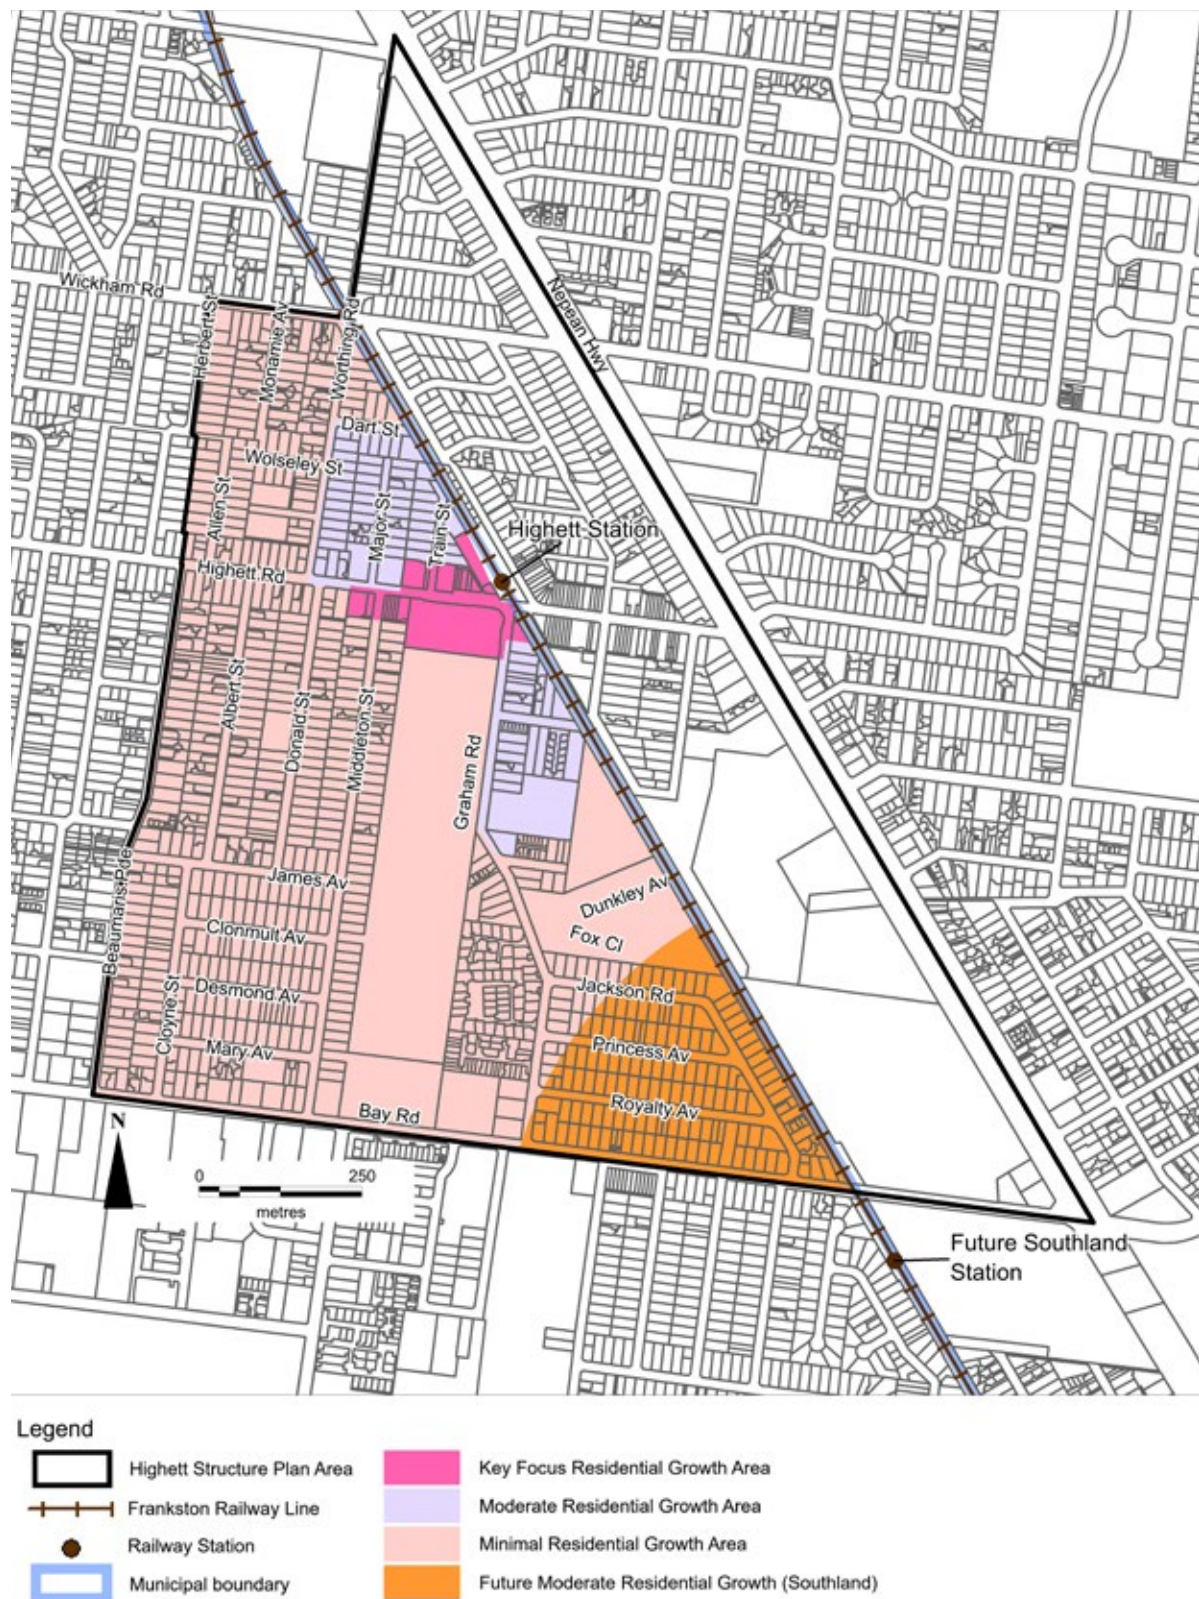 Wickham Rd
Herbert St
Monamie Av
Worthing Rd
Nepean Hwy
Dart St
Wolseley St
Allen St
Major St
Train St
Highett Station
Highett Rd
Albert St
Donald St
Middleton St
Graham Rd
James Av
Dunkley Av
Beaumaris Pde
Clonmult Av
Fox Cl
Cloyne St
Desmond Av
Jackson Rd
Mary Av
Princess Av
Bay Rd
Royalty Av
N
0 250
metres
Future Southland
Station
Legend
Highett Structure Plan Area
Key Focus Residential Growth Area
Frankston Railway Line
Moderate Residential Growth Area
Railway Station
Minimal Residential Growth Area
Municipal boundary
Future Moderate Residential Growth (Southland)